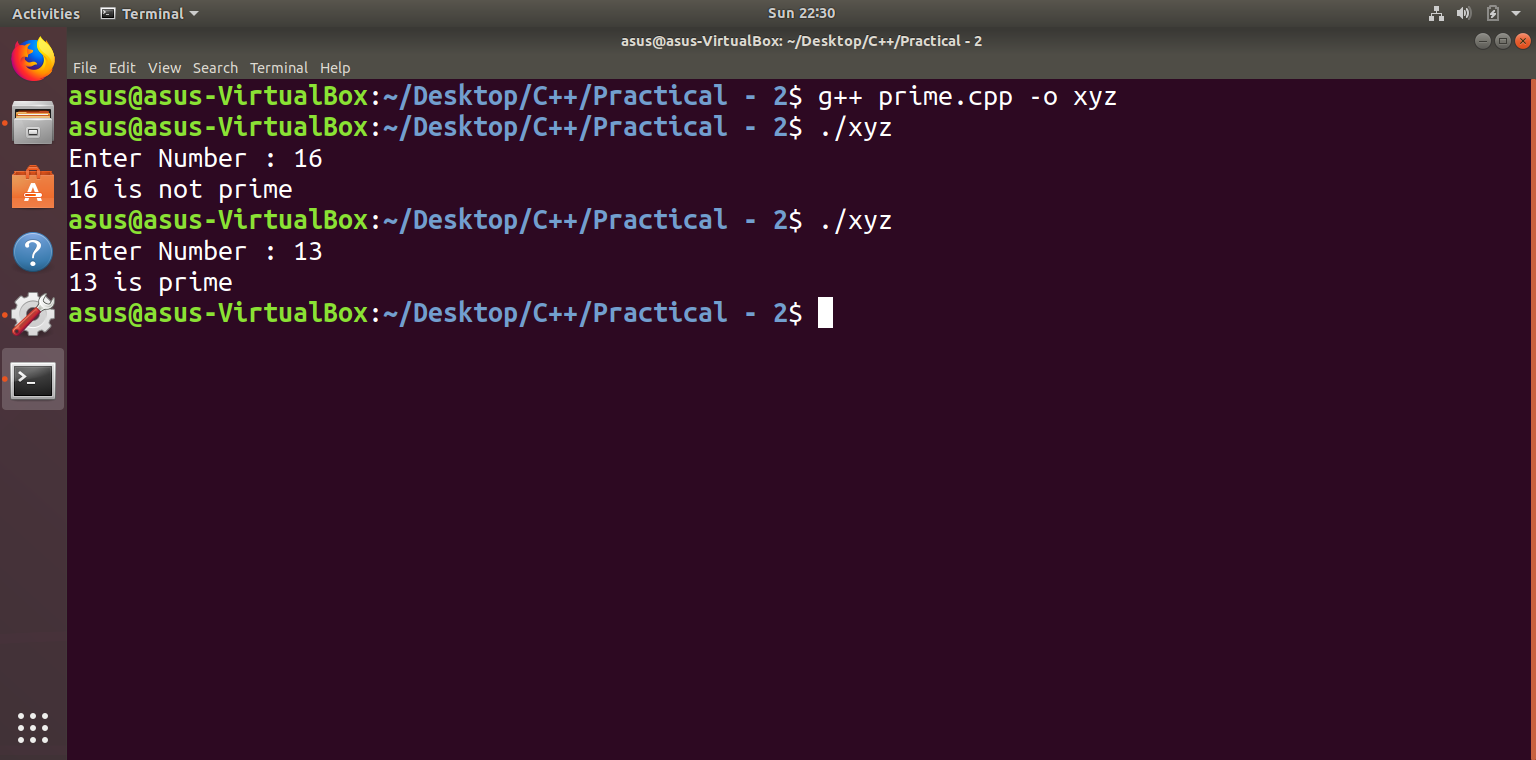 Activities Terminal Sun 22:30
asus@asus-VirtualBox: ~/Desktop/C++/Practical - 2
File Edit View Search Terminal Help
asus@asus-VirtualBox:~/Desktop/C++/Practical - 2$ g++ prime.cpp -o xyz
asus@asus-VirtualBox:~/Desktop/C++/Practical - 2$ ./xyz
Enter Number : 16
16 is not prime
asus@asus-VirtualBox:~/Desktop/C++/Practical - 2$ ./xyz
Enter Number : 13
13 is prime
asus@asus-VirtualBox:~/Desktop/C++/Practical - 2$